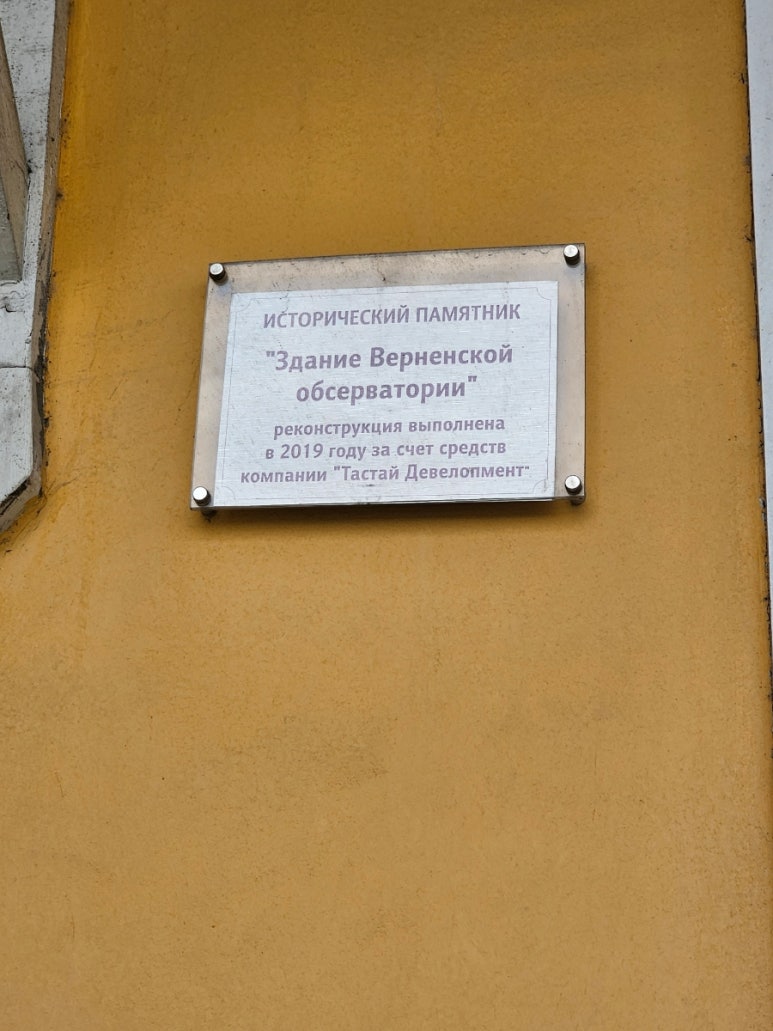 ИСТОРИЧЕСКИЙ ПАМЯТНИК
"Здание Верненской
обсерватории"
реконструкция выполнена
в 2019 году за счет средств
компании "Тастай Девелопмент"